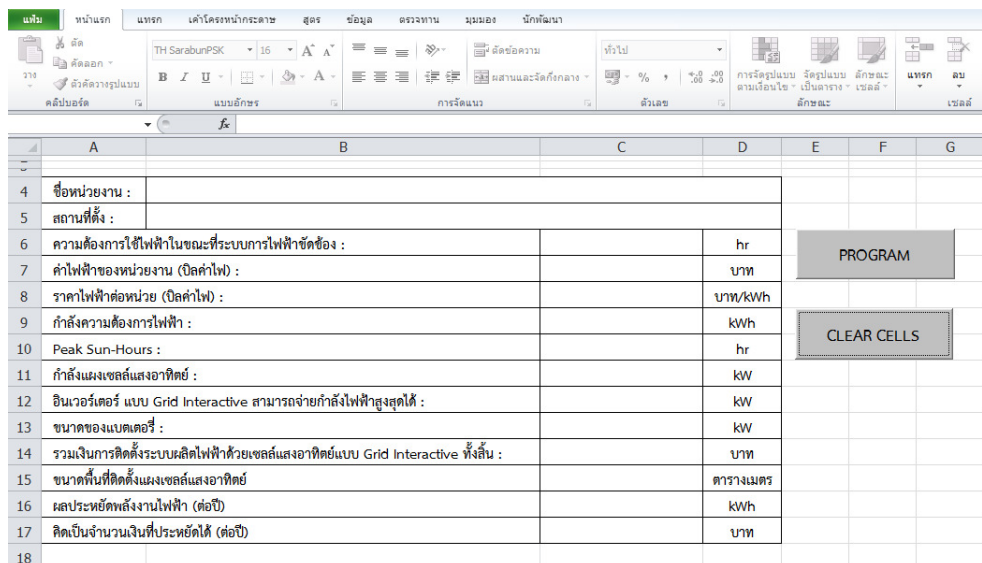 แฟ้ม หน้าแรก แทรก เค้าโครงหน้ากระดาษ สูตร ข้อมูล ตรวจทาน มุมมอง นักพัฒนา
วาง
ตัด
คัดลอก
ตัวคัดวางรูปแบบ
คลิปบอร์ด
TH SarabunPSK 16 A A
B I U A
แบบอักษร
ตัดข้อความ
ผสานและจัดกึ่งกลาง
การจัดแนว
ทั่วไป
% , .0 .00 .00 .0
ตัวเลข
การจัดรูปแบบตามเงื่อนไข
จัดรูปแบบเป็นตาราง
ลักษณะเซลล์
ลักษณะ
แทรก ลบ
เซลล์
fx
A B C D E F G
4 ชื่อหน่วยงาน :
5 สถานที่ตั้ง :
6 ความต้องการใช้ไฟฟ้าในขณะที่ระบบการไฟฟ้าขัดข้อง : hr
PROGRAM
7 ค่าไฟฟ้าของหน่วยงาน (บิลค่าไฟ) : บาท
8 ราคาไฟฟ้าต่อหน่วย (บิลค่าไฟ) : บาท/kWh
9 กำลังความต้องการไฟฟ้า : kWh
CLEAR CELLS
10 Peak Sun-Hours : hr
11 กำลังแผงเซลล์แสงอาทิตย์ : kW
12 อินเวอร์เตอร์ แบบ Grid Interactive สามารถจ่ายกำลังไฟฟ้าสูงสุดได้ : kW
13 ขนาดของแบตเตอรี่ : kW
14 รวมเงินการติดตั้งระบบผลิตไฟฟ้าด้วยเซลล์แสงอาทิตย์แบบ Grid Interactive ทั้งสิ้น : บาท
15 ขนาดพื้นที่ติดตั้งแผงเซลล์แสงอาทิตย์ ตารางเมตร
16 ผลประหยัดพลังงานไฟฟ้า (ต่อปี) kWh
17 คิดเป็นจำนวนเงินที่ประหยัดได้ (ต่อปี) บาท
18